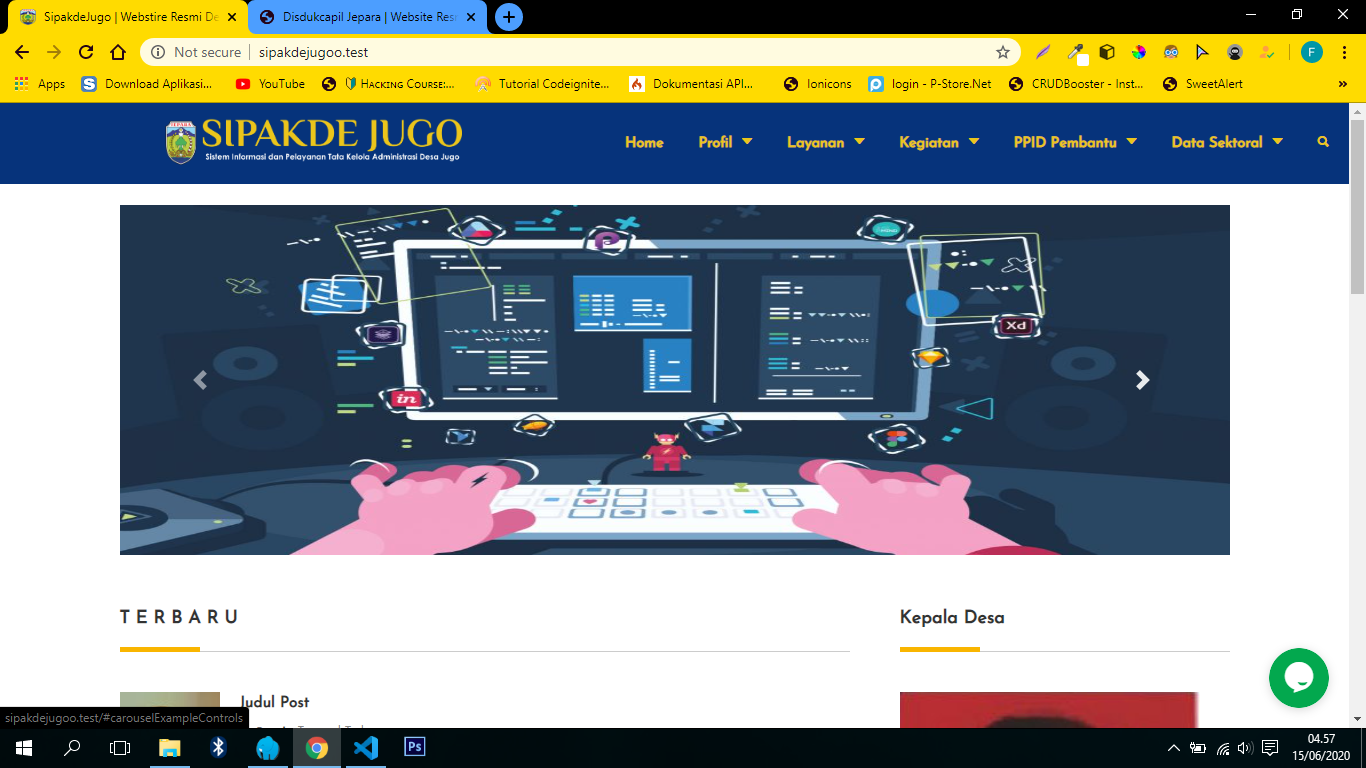 SipakdeJugo | Webstire Resmi De
Disdukcapil Jepara | Website Res
Not secure | sipakdejugoo.test
F
Apps
Download Aplikasi...
YouTube
Hacking Course:...
Tutorial Codeignite...
Dokumentasi API...
Ionicons
login - P-Store.Net
CRUDBooster - Inst...
SweetAlert
»
JEPARA
SIPAKDE JUGO
Sistem Informasi dan Pelayanan Tata Kelola Administrasi Desa Jugo
Home
Profil
Layanan
Kegiatan
PPID Pembantu
Data Sektoral
Xd
in
TERBARU
Kepala Desa
Judul Post
sipakdejugoo.test/#carouselExampleControls
Ps
04.57
15/06/2020